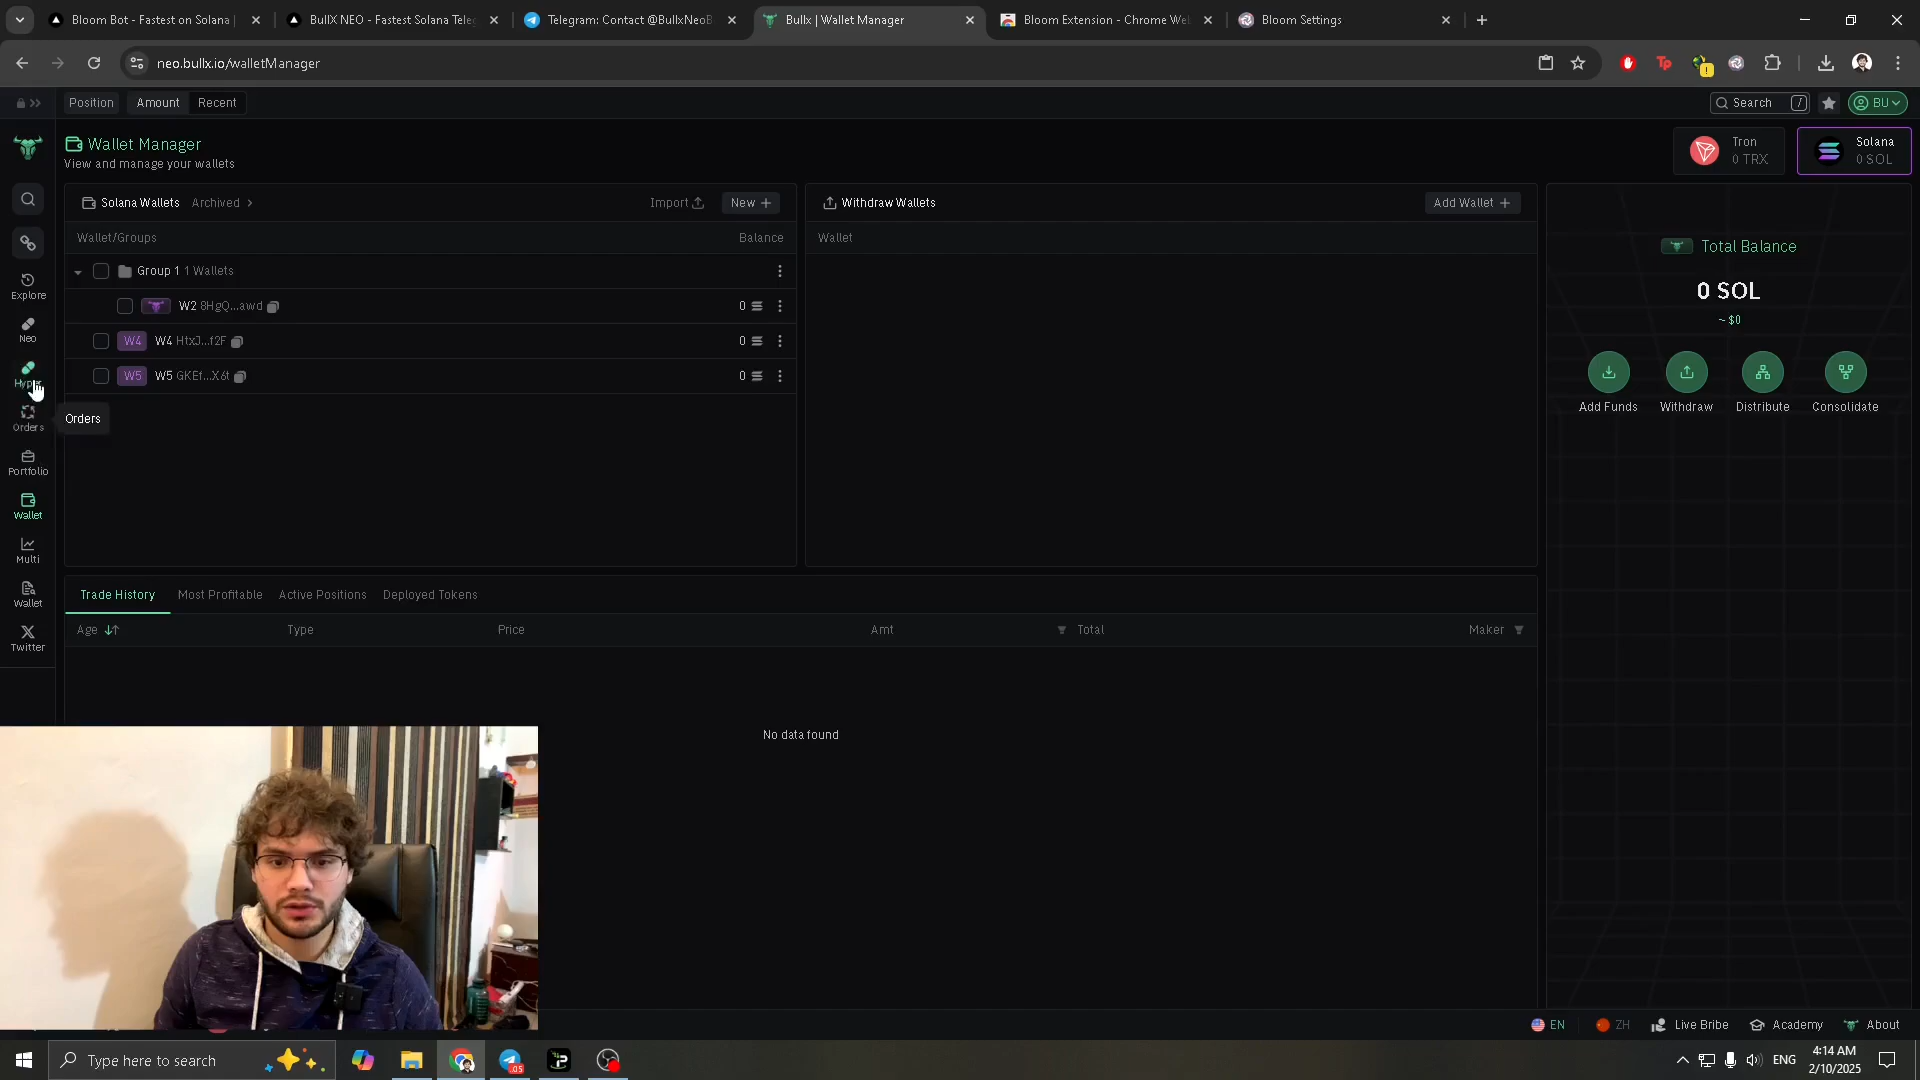 Bloom Bot - Fastest on Solana |
BullX NEO - Fastest Solana Teleg
Telegram: Contact @BullxNeoB
Bullx | Wallet Manager
Bloom Extension - Chrome We
Bloom Settings
neo.bullx.io/walletManager
Position
Amount
Recent
Search /
BU
Wallet Manager
View and manage your wallets
Tron
0 TRX
Solana
0 SOL
Explore
Neo
Orders
Portfolio
Wallet
Multi
Wallet
Twitter
Orders
Solana Wallets
Archived
Import
New +
Wallet/Groups
Balance
Group 1 1 Wallets
W2 8HgQ...awd
0
W4 W4 HtxJ...f2F
0
W5 W5 GKEf...X6t
0
Withdraw Wallets
Add Wallet +
Wallet
Total Balance
0 SOL
~ $0
Add Funds
Withdraw
Distribute
Consolidate
Trade History
Most Profitable
Active Positions
Deployed Tokens
Age
Type
Price
Amt
Total
Maker
No data found
EN
ZH
Live Bribe
Academy
About
Type here to search
ENG
4:14 AM
2/10/2025